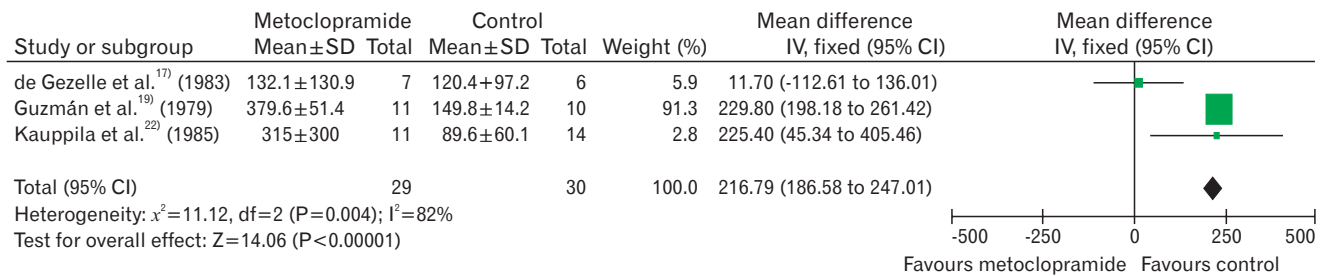 Metoclopramide Control Mean difference Mean difference
Study or subgroup Mean±SD Total Mean±SD Total Weight (%) IV, fixed (95% CI) IV, fixed (95% CI)
de Gezelle et al.17) (1983) 132.1±130.9 7 120.4+97.2 6 5.9 11.70 (-112.61 to 136.01)
Guzmán et al.19) (1979) 379.6±51.4 11 149.8±14.2 10 91.3 229.80 (198.18 to 261.42)
Kauppila et al.22) (1985) 315±300 11 89.6±60.1 14 2.8 225.40 (45.34 to 405.46)
Total (95% CI) 29 30 100.0 216.79 (186.58 to 247.01)
Heterogeneity: x²=11.12, df=2 (P=0.004); I²=82%
Test for overall effect: Z=14.06 (P<0.00001)
-500 -250 0 250 500
Favours metoclopramide Favours control